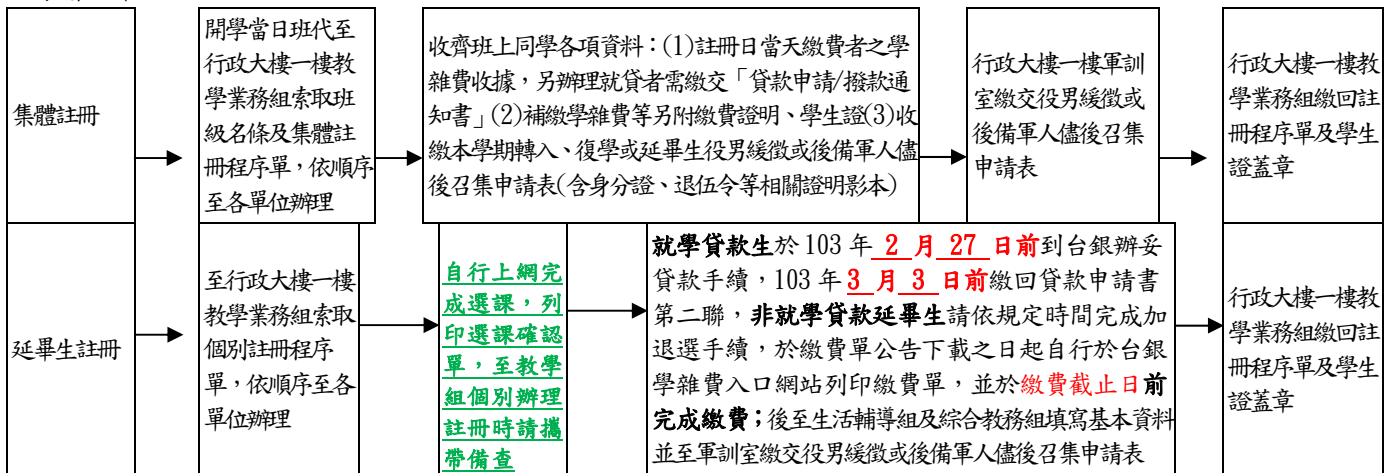 集體註冊
開學當日班代至
行政大樓一樓教
學業務組索取班
級名條及集體註
冊程序單，依順序
至各單位辦理
收齊班上同學各項資料：(1)註冊日當天繳費者之學
雜費收據，另辦理就貸者需繳交「貸款申請/撥款通
知書」(2)補繳學雜費等另附繳費證明、學生證(3)收
繳本學期轉入、復學或延畢生役男緩徵或後備軍人儘
後召集申請表(含身分證、退伍令等相關證明影本)
行政大樓一樓軍訓
室繳交役男緩徵或
後備軍人儘後召集
申請表
行政大樓一樓教
學業務組繳回註
冊程序單及學生
證蓋章
延畢生註冊
至行政大樓一樓
教學業務組索取
個別註冊程序
單，依順序至各
單位辦理
自行上網完
成選課，列
印選課確認
單，至教學
組個別辦理
註冊時請攜
帶備查
就學貸款生於 103 年 2 月 27 日前到台銀辦妥
貸款手續，103 年 3 月 3 日前繳回貸款申請書
第二聯，非就學貸款延畢生請依規定時間完成加
退選手續，於繳費單公告下載之日起自行於台銀
學雜費入口網站列印繳費單，並於繳費截止日前
完成繳費；後至生活輔導組及綜合教務組填寫基本資料
並至軍訓室繳交役男緩徵或後備軍人儘後召集申請表
行政大樓一樓教
學業務組繳回註
冊程序單及學生
證蓋章